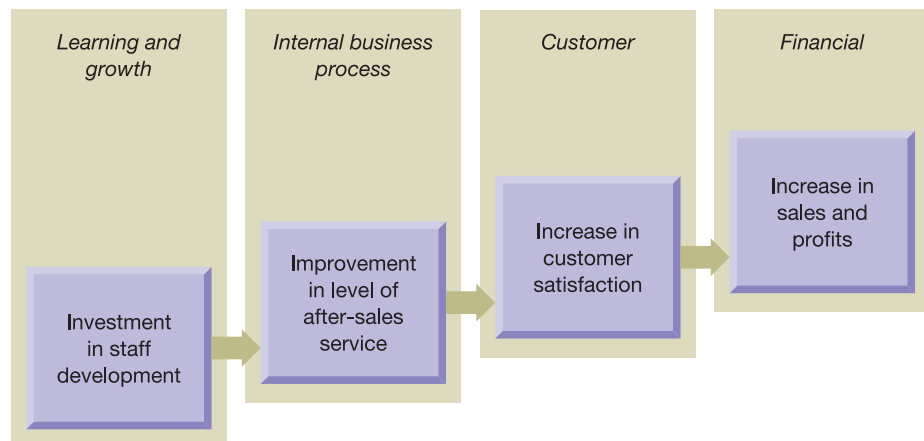 Learning and
growth
Internal business
process
Customer
Financial
Investment
in staff
development
Improvement
in level of
after-sales
service
Increase in
customer
satisfaction
Increase in
sales and
profits